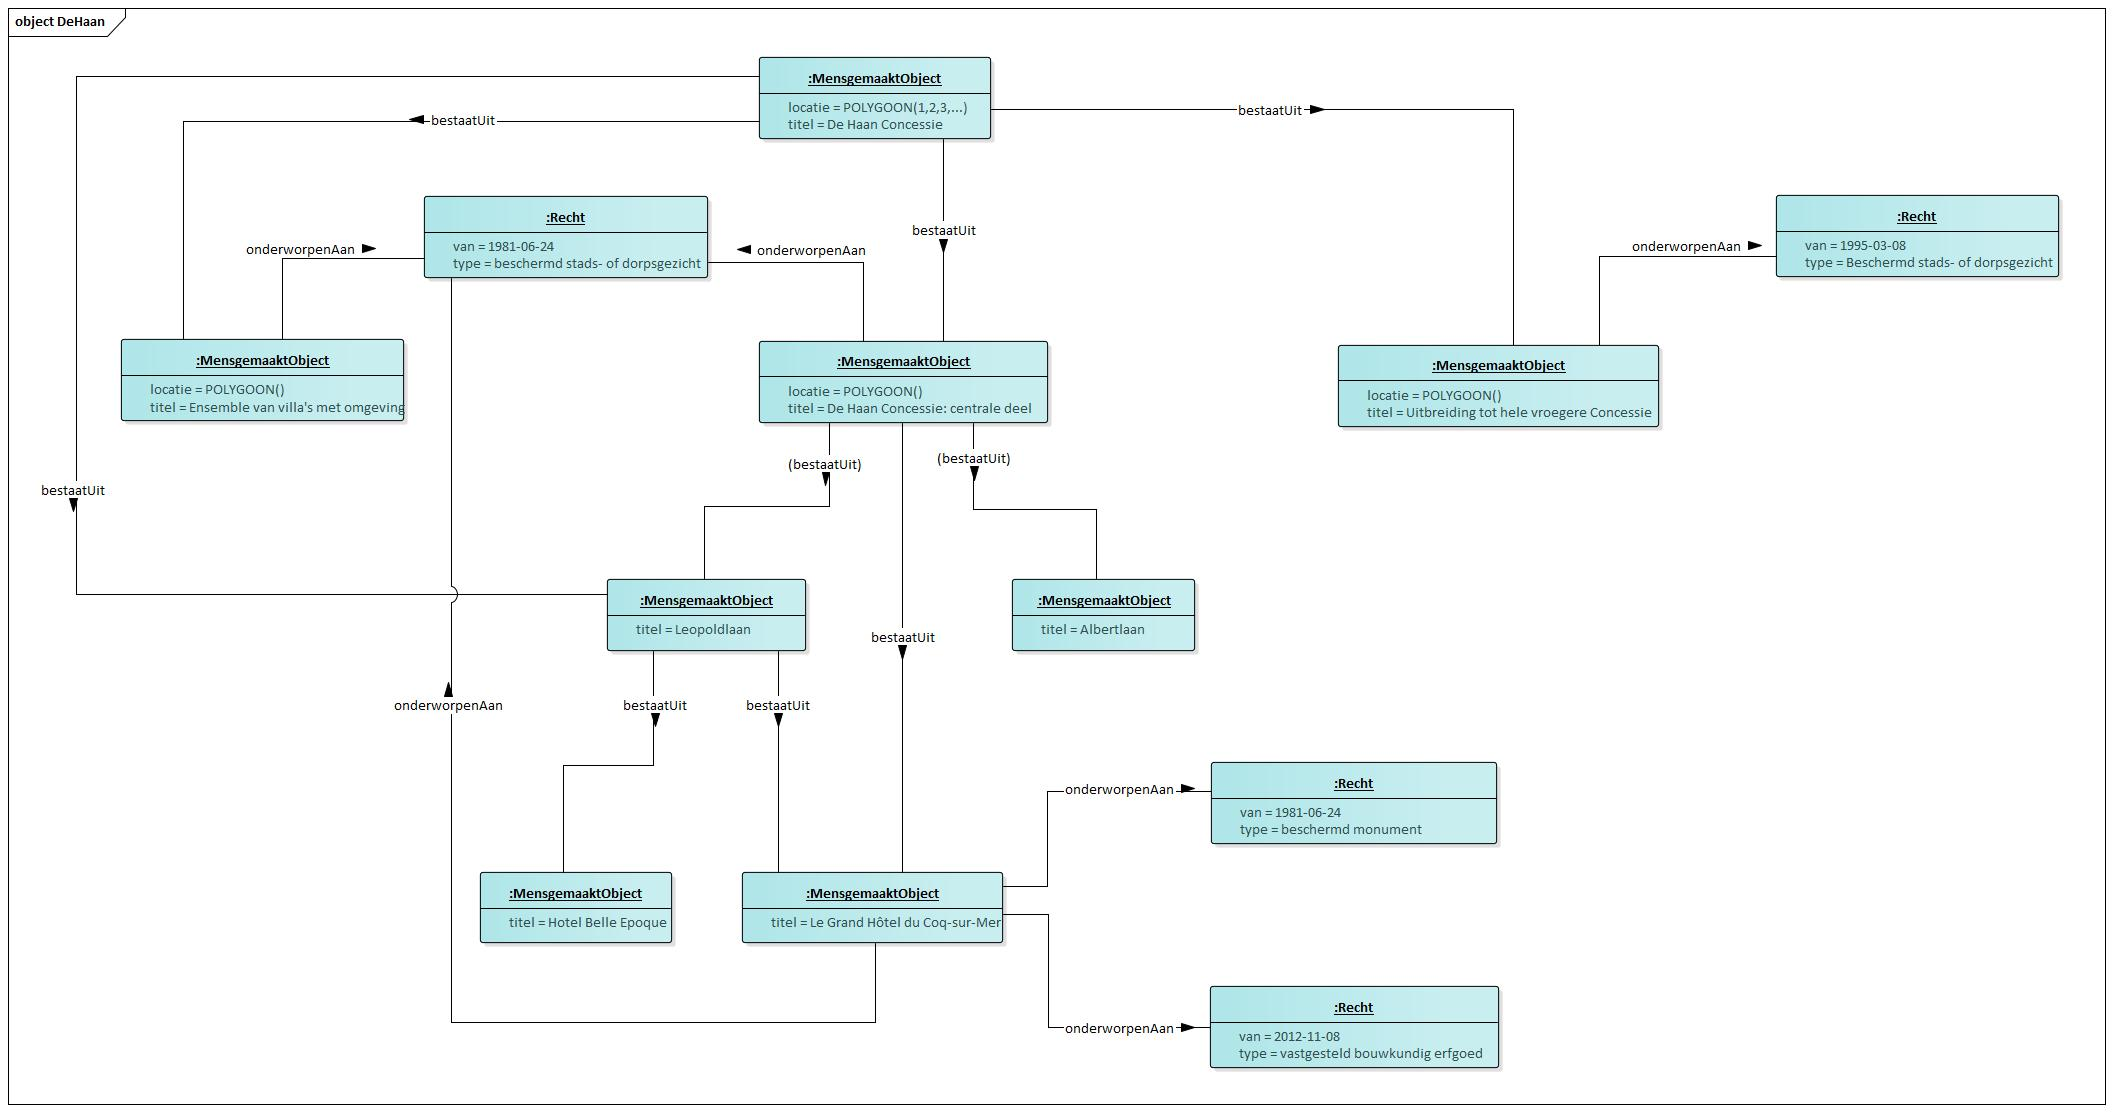 object DeHaan
:MensgemaaktObject
locatie = POLYGOON(1,2,3,...)
titel = De Haan Concessie
bestaatUit
bestaatUit
bestaatUit
:Recht
van = 1981-06-24
type = beschermd stads- of dorpsgezicht
:Recht
van = 1995-03-08
type = Beschermd stads- of dorpsgezicht
onderworpenAan
onderworpenAan
onderworpenAan
:MensgemaaktObject
locatie = POLYGOON()
titel = Ensemble van villa's met omgeving
:MensgemaaktObject
locatie = POLYGOON()
titel = De Haan Concessie: centrale deel
:MensgemaaktObject
locatie = POLYGOON()
titel = Uitbreiding tot hele vroegere Concessie
(bestaatUit)
(bestaatUit)
bestaatUit
:MensgemaaktObject
titel = Leopoldlaan
:MensgemaaktObject
titel = Albertlaan
bestaatUit
onderworpenAan
bestaatUit
bestaatUit
:Recht
van = 1981-06-24
type = beschermd monument
onderworpenAan
:MensgemaaktObject
titel = Hotel Belle Epoque
:MensgemaaktObject
titel = Le Grand Hôtel du Coq-sur-Mer
:Recht
van = 2012-11-08
type = vastgesteld bouwkundig erfgoed
onderworpenAan